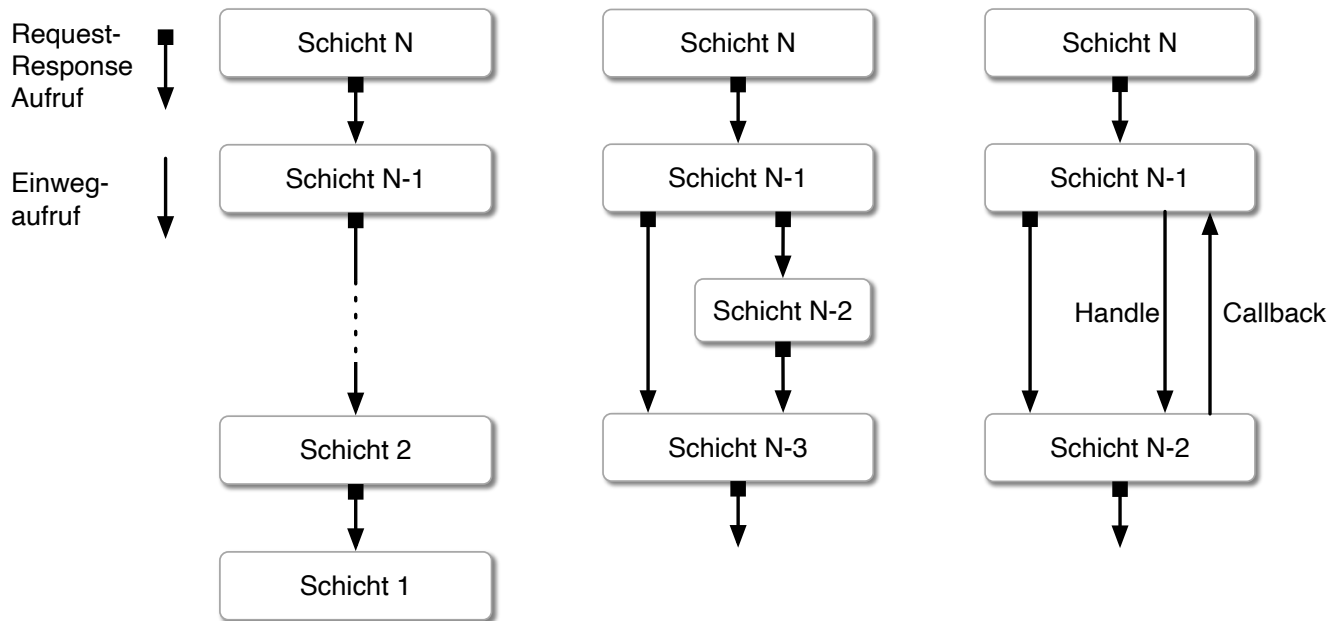 Request-
Response
Aufruf
Einweg-
aufruf
Schicht N
Schicht N-1
Schicht 2
Schicht 1
Schicht N
Schicht N-1
Schicht N-2
Schicht N-3
Schicht N
Schicht N-1
Handle
Callback
Schicht N-2